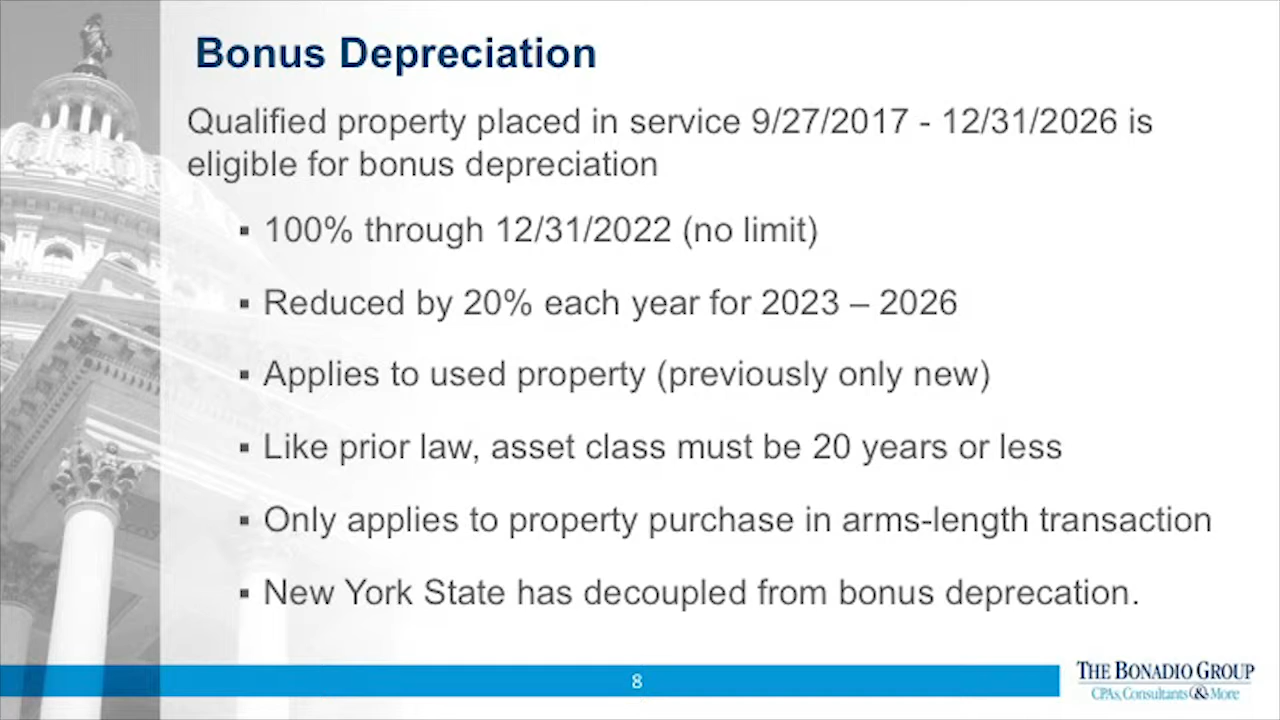 Bonus Depreciation
Qualified property placed in service 9/27/2017 - 12/31/2026 is
eligible for bonus depreciation
▪ 100% through 12/31/2022 (no limit)
▪ Reduced by 20% each year for 2023 – 2026
▪ Applies to used property (previously only new)
▪ Like prior law, asset class must be 20 years or less
▪ Only applies to property purchase in arms-length transaction
▪ New York State has decoupled from bonus deprecation.
8
THE BONADIO GROUP
CPAs, Consultants & More